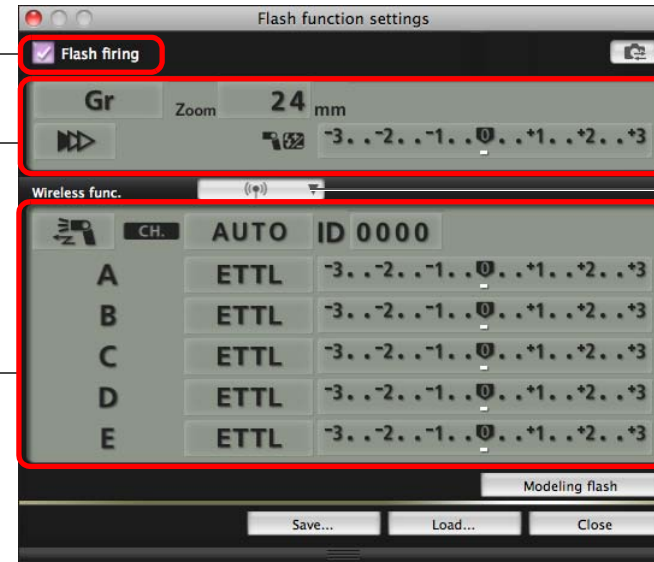 Flash function settings
Flash firing
Gr Zoom 24 mm
-3..-2..-1..0..+1..+2..+3
Wireless func.
CH. AUTO ID 0000
A ETTL -3..-2..-1..0..+1..+2..+3
B ETTL -3..-2..-1..0..+1..+2..+3
C ETTL -3..-2..-1..0..+1..+2..+3
D ETTL -3..-2..-1..0..+1..+2..+3
E ETTL -3..-2..-1..0..+1..+2..+3
Modeling flash
Save... Load... Close